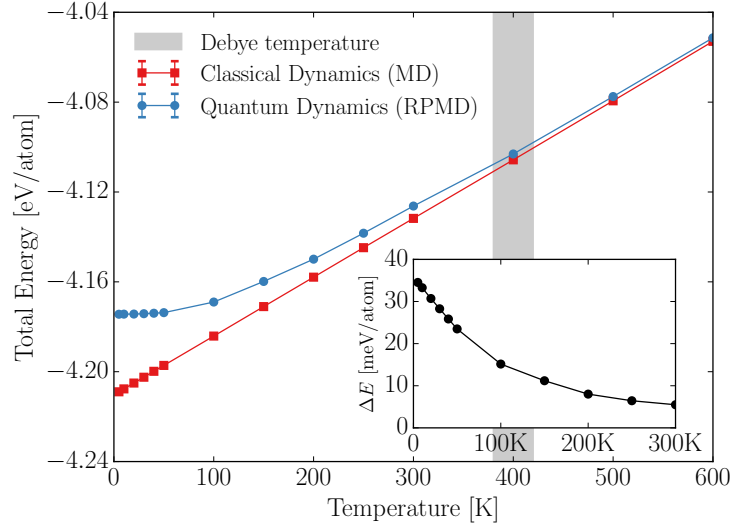 −4.04
−4.08
−4.12
−4.16
−4.20
−4.24
Total Energy [eV/atom]
Debye temperature
Classical Dynamics (MD)
Quantum Dynamics (RPMD)
40
30
20
10
0
ΔE [meV/atom]
0 100K 200K 300K
0 100 200 300 400 500 600
Temperature [K]